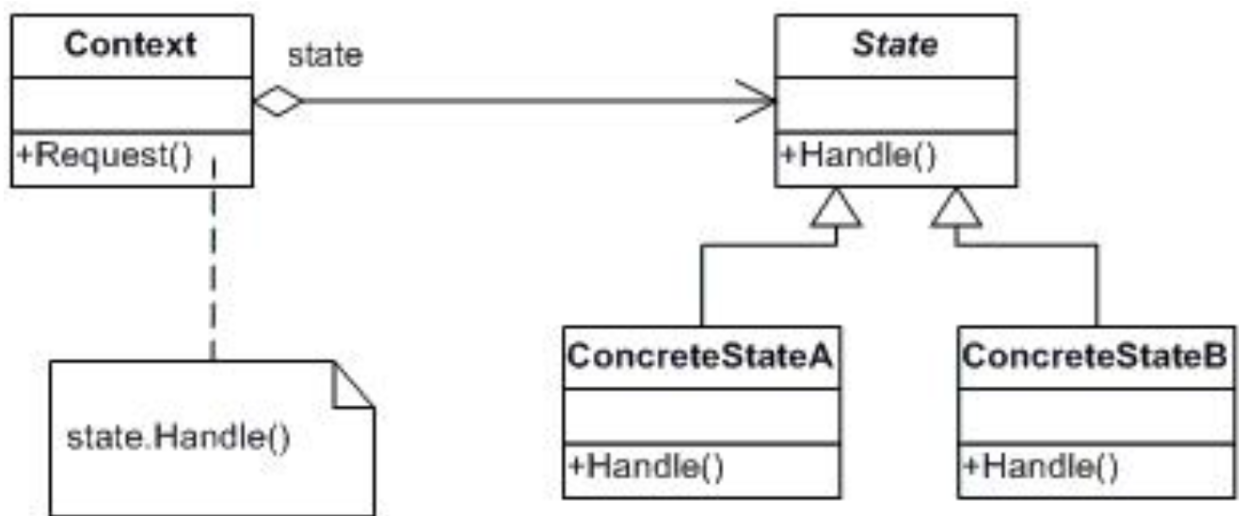 Context
state
State
+Request()
+Handle()
ConcreteStateA
ConcreteStateB
state.Handle()
+Handle()
+Handle()